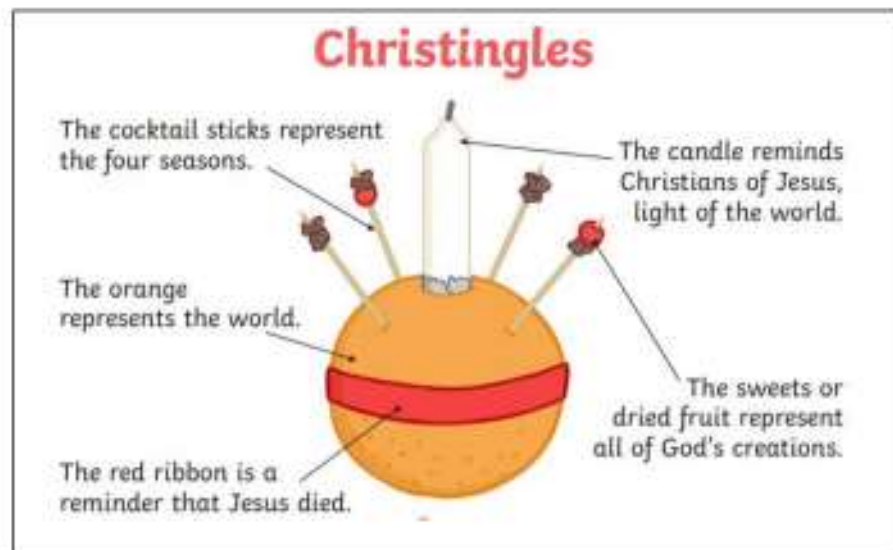 Christingles
The cocktail sticks represent
the four seasons.
The candle reminds
Christians of Jesus,
light of the world.
The orange
represents the world.
The sweets or
dried fruit represent
all of God's creations.
The red ribbon is a
reminder that Jesus died.